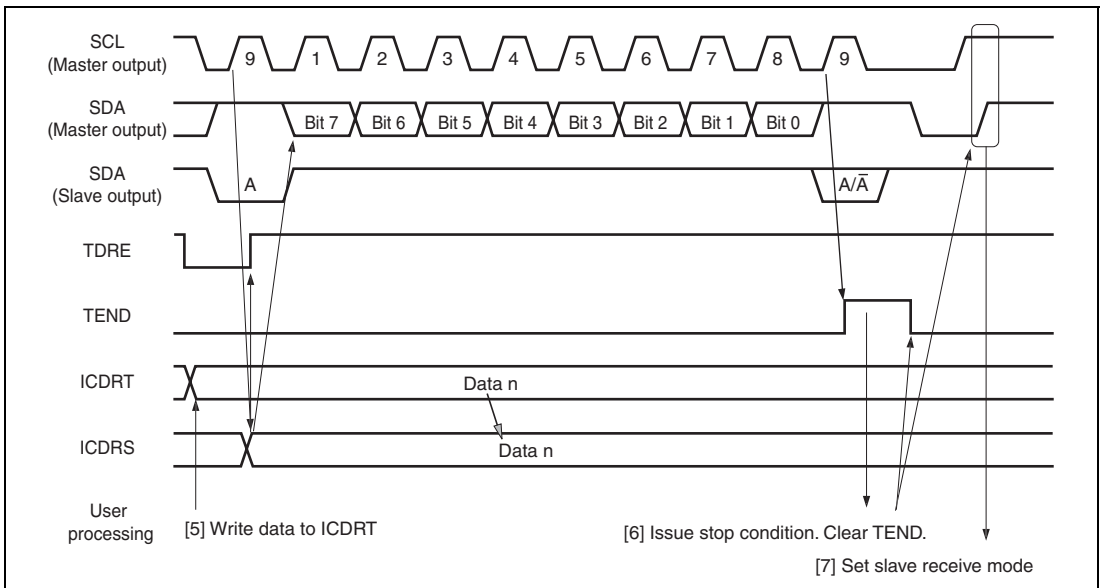 SCL
(Master output)
9 1 2 3 4 5 6 7 8 9
SDA
(Master output)
Bit 7 Bit 6 Bit 5 Bit 4 Bit 3 Bit 2 Bit 1 Bit 0
SDA
(Slave output)
A A/A̅
TDRE
TEND
ICDRT
Data n
ICDRS
Data n
User
processing
[5] Write data to ICDRT
[6] Issue stop condition. Clear TEND.
[7] Set slave receive mode